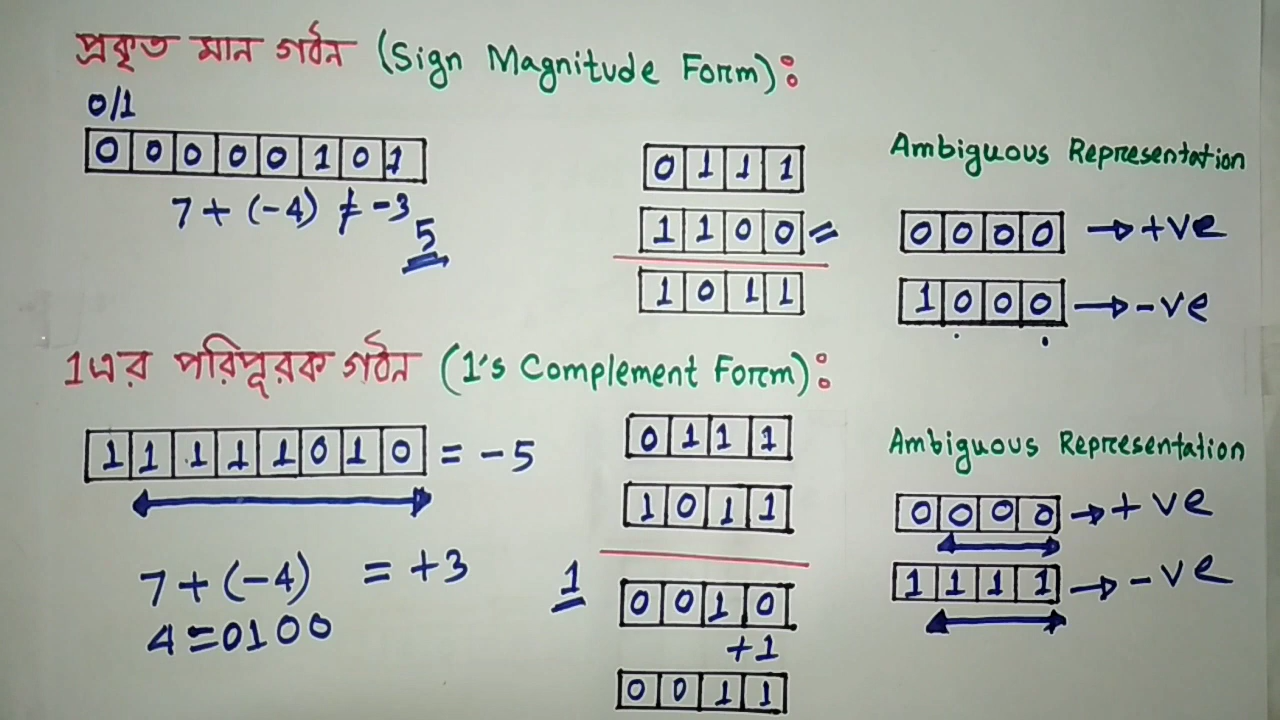 প্রকৃত মান গঠন (Sign Magnitude Form):
0/1
0 0 0 0 0 1 0 1
7 + (-4) ≠ -3
5
0 1 1 1
1 1 0 0 =
1 0 1 1
Ambiguous Representation
0 0 0 0 → +ve
1 0 0 0 → -ve
1এর পরিপূরক গঠন (1's Complement Form):
1 1 1 1 1 0 1 0 = -5
7 + (-4) = +3
4 = 0100
0 1 1 1
1 0 1 1
1 0 0 1 0
+1
0 0 1 1
Ambiguous Representation
0 0 0 0 → +ve
1 1 1 1 → -ve